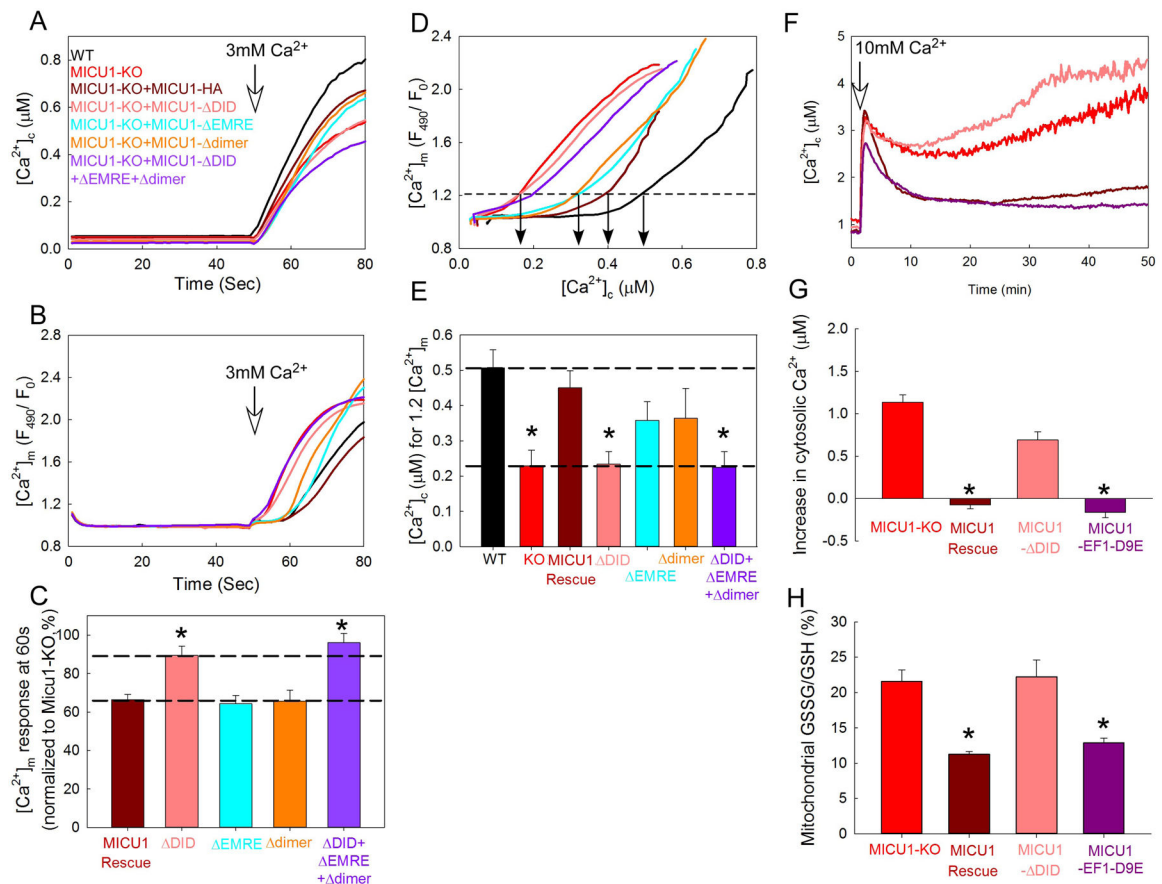 A
3mM Ca²⁺
WT
MICU1-KO
MICU1-KO+MICU1-HA
MICU1-KO+MICU1-ΔDID
MICU1-KO+MICU1-ΔEMRE
MICU1-KO+MICU1-Δdimer
MICU1-KO+MICU1-ΔDID
+ΔEMRE+Δdimer
[Ca²⁺]c (μM)
0.8
0.6
0.4
0.2
0.0
0 20 40 60 80
Time (Sec)
B
3mM Ca²⁺
[Ca²⁺]m (F490/ F0)
2.6
2.2
1.8
1.4
1.0
0.8
0 20 40 60 80
Time (Sec)
C
[Ca²⁺]m response at 60s
(normalized to Micu1-KO, %)
100
80
60
40
20
0
MICU1
Rescue
ΔDID
ΔEMRE
Δdimer
ΔDID+
ΔEMRE
+Δdimer
* *
D
[Ca²⁺]m (F490/ F0)
2.4
2.0
1.6
1.2
0.8
0.0 0.2 0.4 0.6 0.8
[Ca²⁺]c (μM)
E
[Ca²⁺]c (μM) for 1.2 [Ca²⁺]m
0.6
0.5
0.4
0.3
0.2
0.1
0.0
* * *
WT
KO
MICU1
Rescue
ΔDID
ΔEMRE
Δdimer
ΔDID+
ΔEMRE
+Δdimer
F
10mM Ca²⁺
[Ca²⁺]c (μM)
5
4
3
2
1
0 10 20 30 40 50
Time (min)
G
Increase in cytosolic Ca²⁺ (μM)
2.0
1.5
1.0
0.5
0.0
-0.5
* *
MICU1-KO
MICU1
Rescue
MICU1
-ΔDID
MICU1
-EF1-D9E
H
Mitochondrial GSSG/GSH (%)
30
25
20
15
10
5
0
* *
MICU1-KO
MICU1
Rescue
MICU1
-ΔDID
MICU1
-EF1-D9E